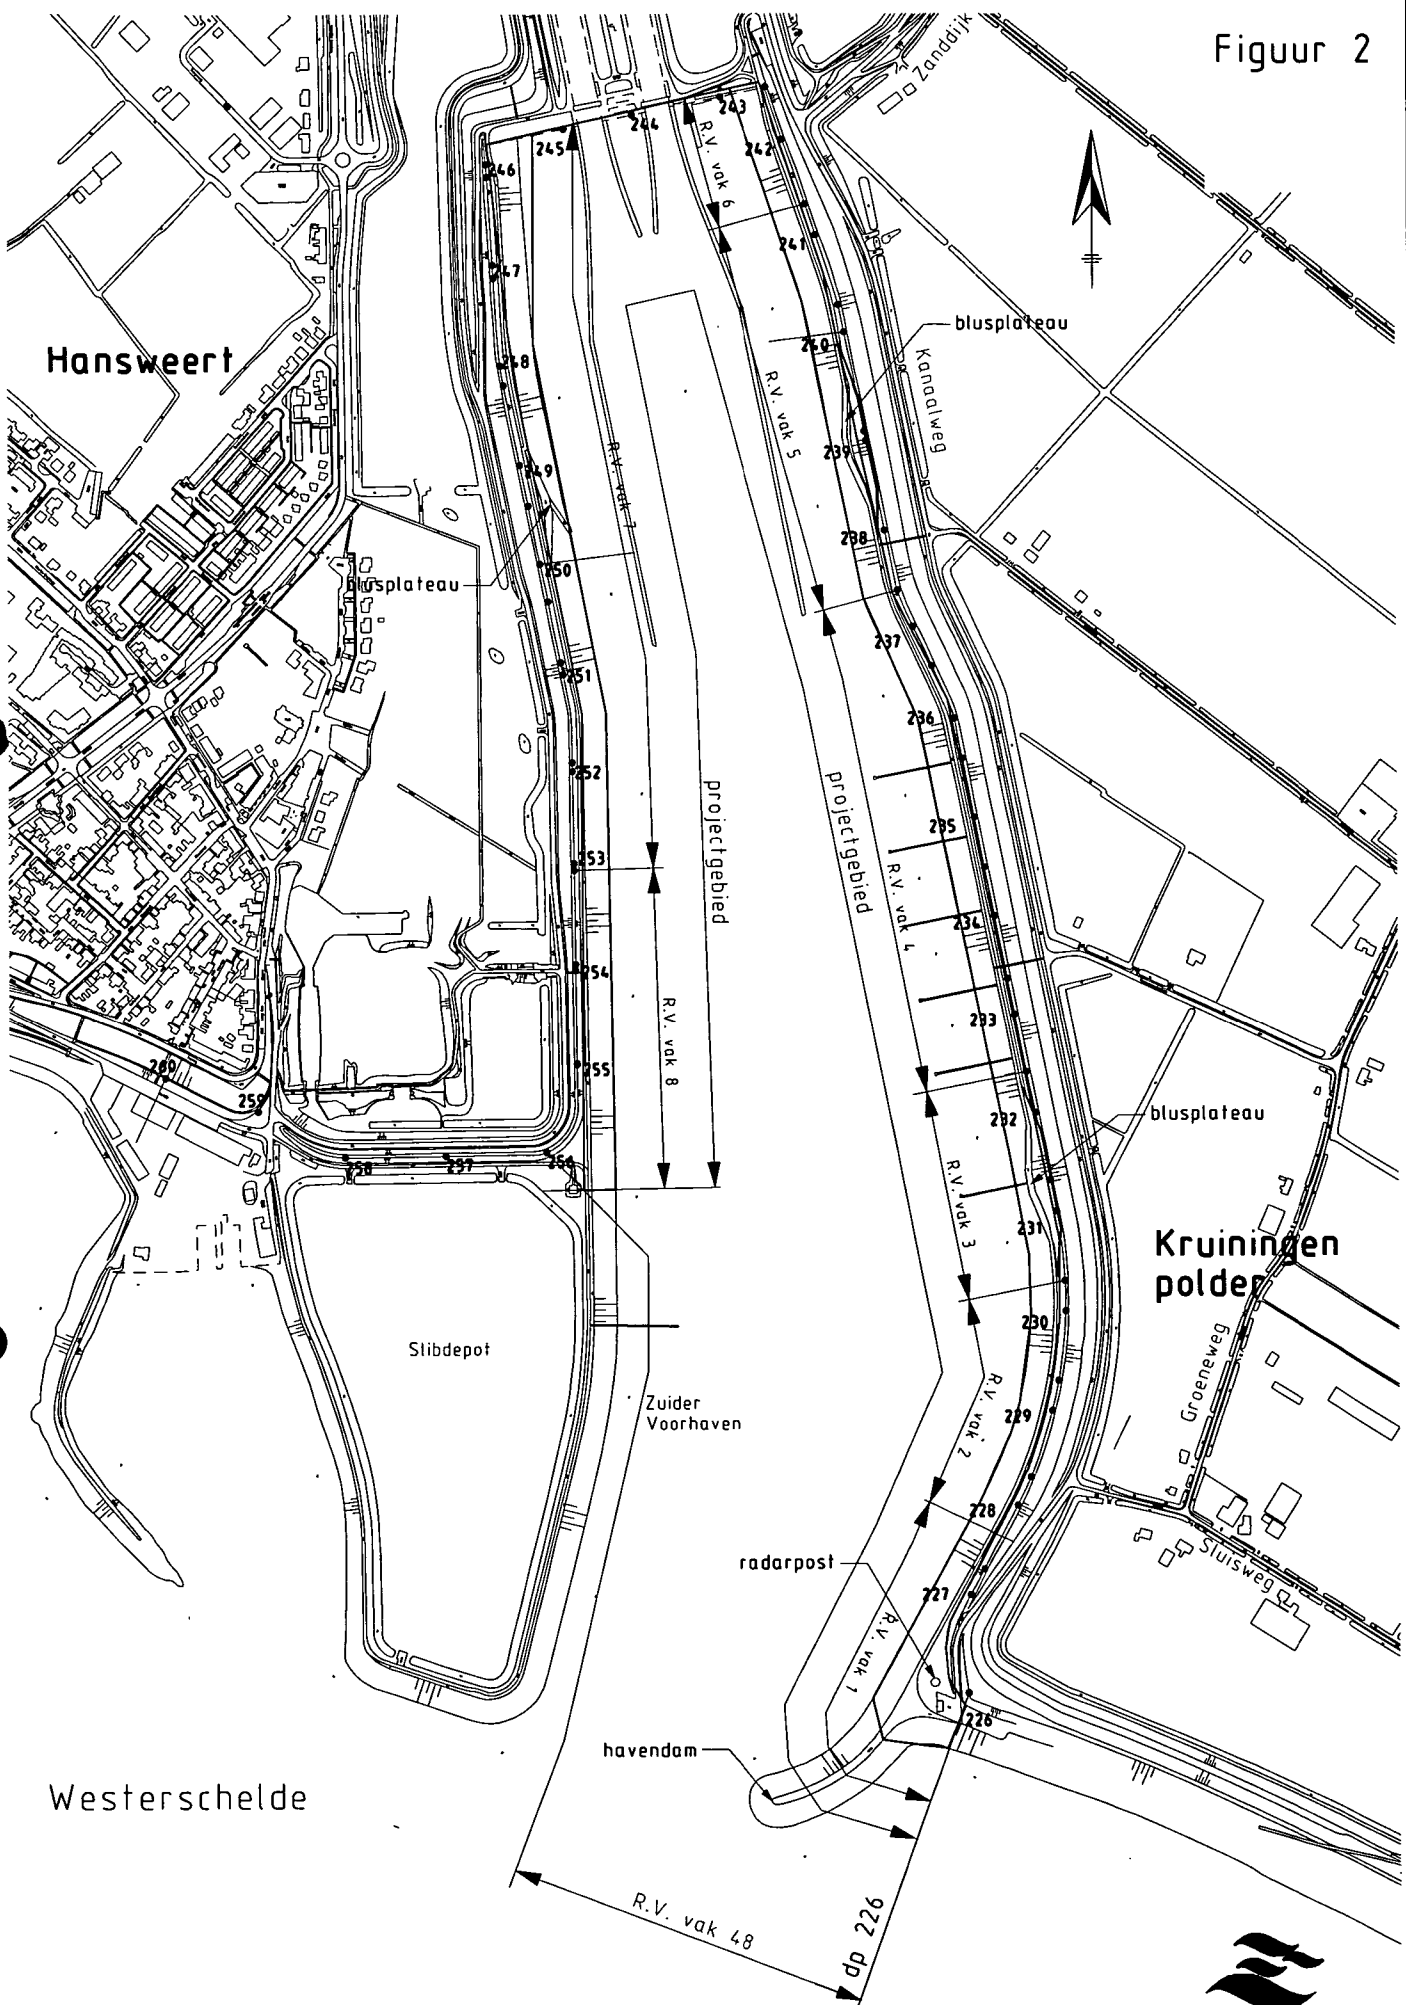 Figuur 2
Zanddijk
243
244
245
242
R.V. vak 6
246
241
247
blusplateau
240
Hansweert
248
Kanaalweg
R.V. vak 5
239
249
R.V. vak 7
238
250
blusplateau
237
251
236
252
projectgebied
projectgebied
235
253
R.V. vak 4
234
254
R.V. vak 8
233
255
260
259
232
blusplateau
256
257
258
R.V. vak 3
231
Kruiningen
polder
230
Slibdepot
Groeneweg
Zuider
Voorhaven
R.V. vak 2
229
228
Sluisweg
radarpost
227
R.V. vak 1
226
havendam
Westerschelde
R.V. vak 48
dp 226